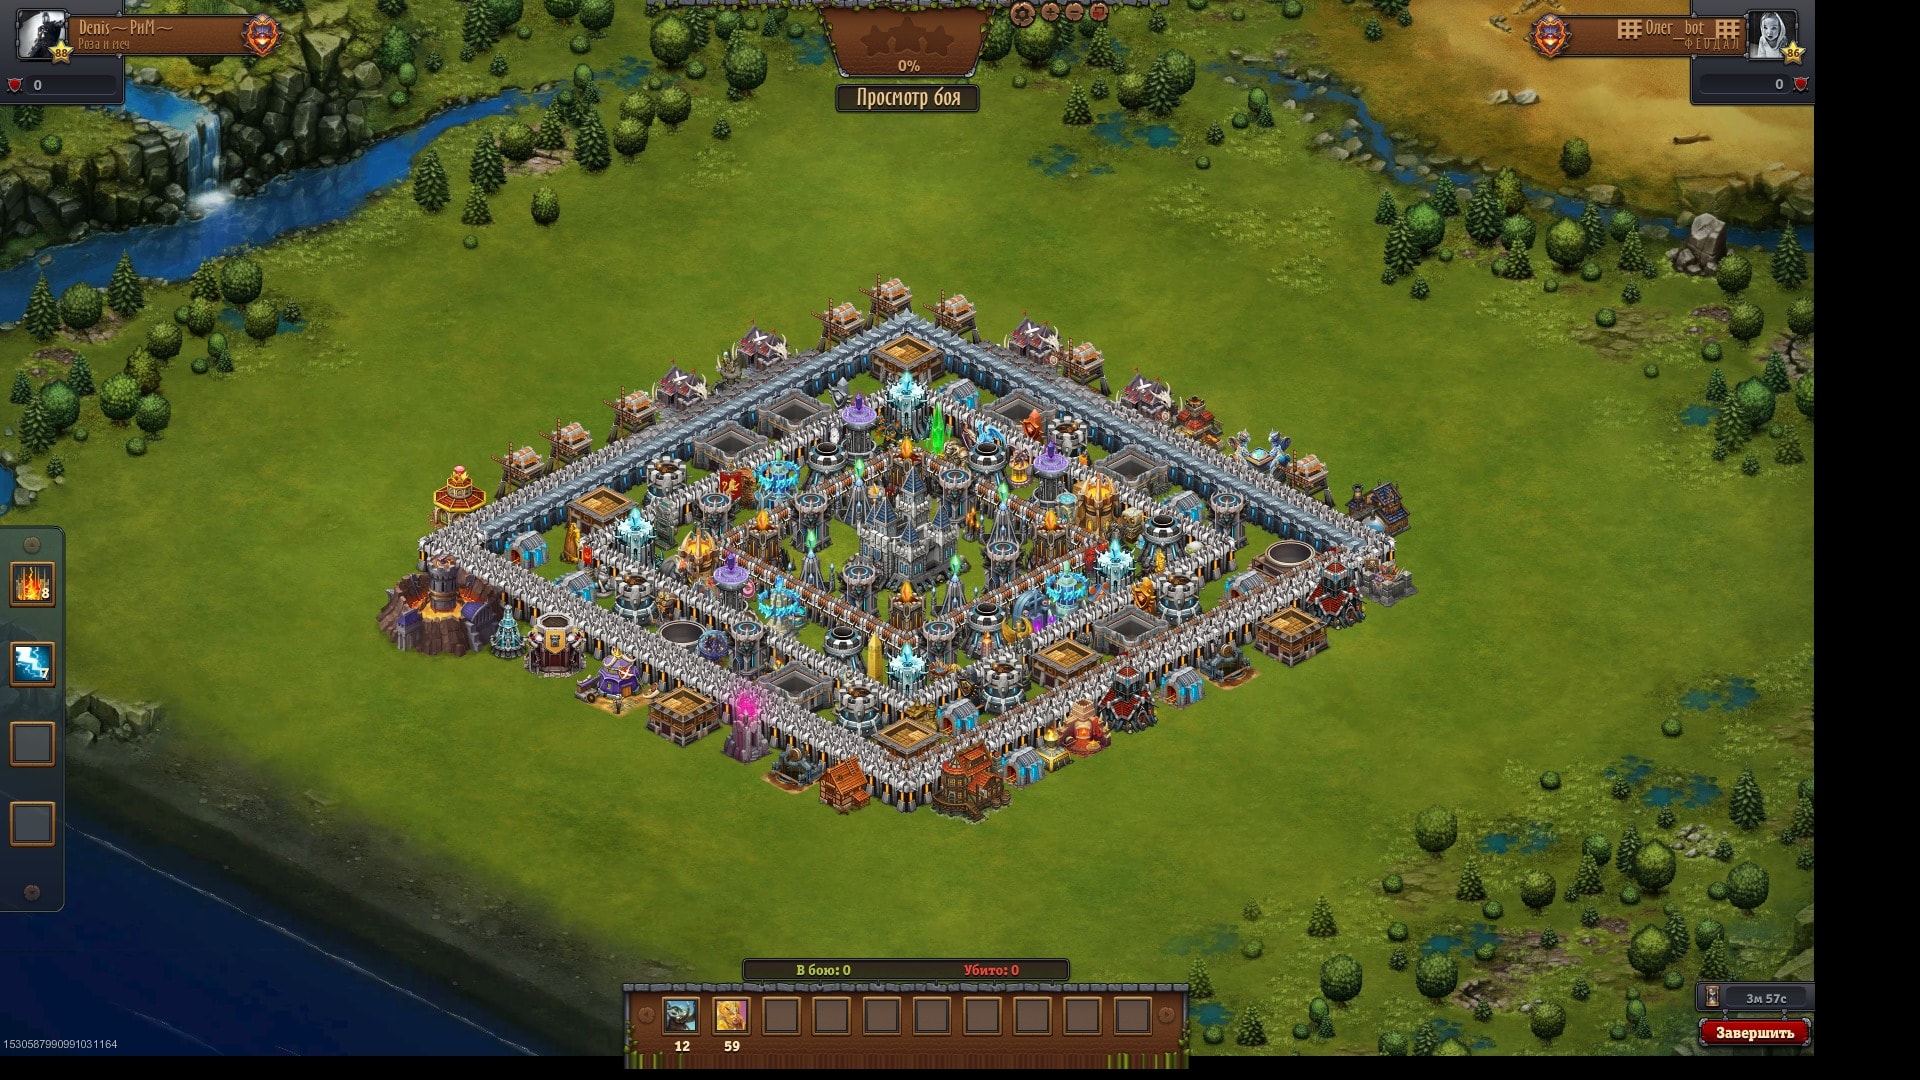 Denis~РиМ~
Роза и меч
88
0
0%
Просмотр боя
Олег_bot
ФЕОДАЛ
86
0
8
7
В бою: 0
Убито: 0
12
59
3м 57с
Завершить
1530587990991031164